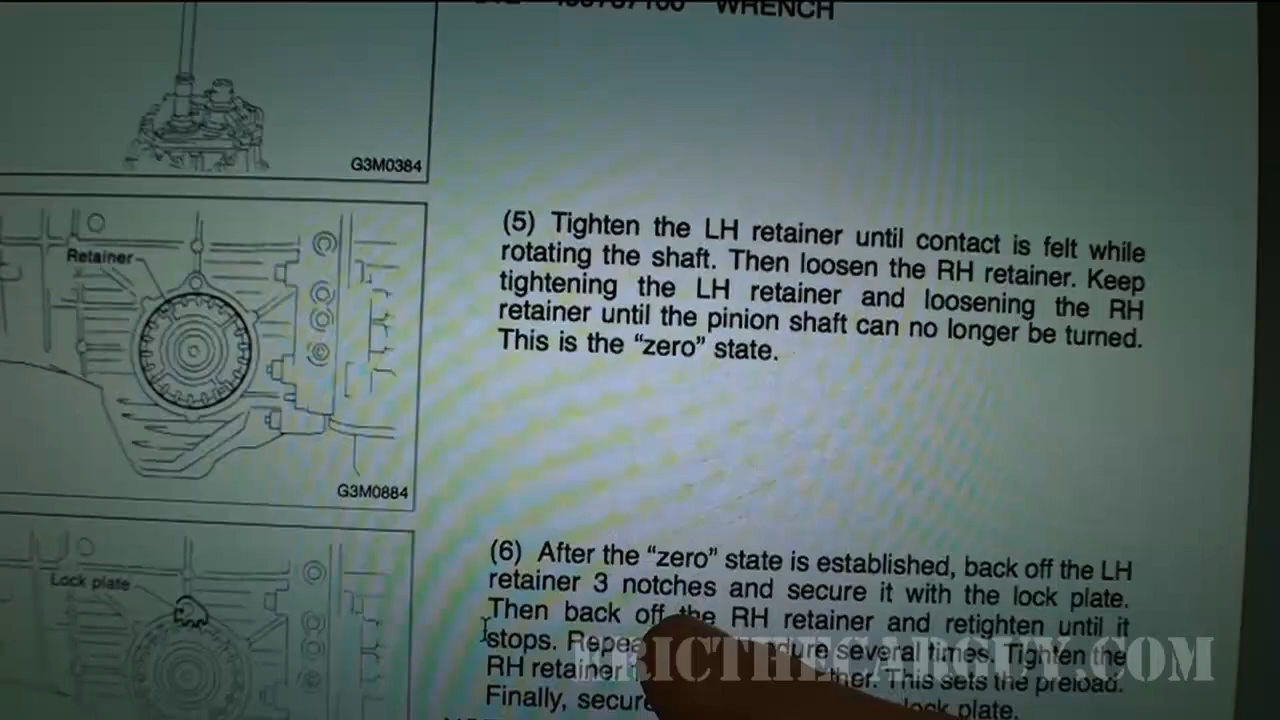 WRENCH
G3M0384
Retainer
G3M0884
(5) Tighten the LH retainer until contact is felt while
rotating the shaft. Then loosen the RH retainer. Keep
tightening the LH retainer and loosening the RH
retainer until the pinion shaft can no longer be turned.
This is the “zero” state.
Lock plate
(6) After the “zero” state is established, back off the LH
retainer 3 notches and secure it with the lock plate.
Then back off the RH retainer and retighten until it
stops. several times. Tighten the
RH retainer This sets the preload.
Finally, lock plate.
ERICTHECARGUY.COM